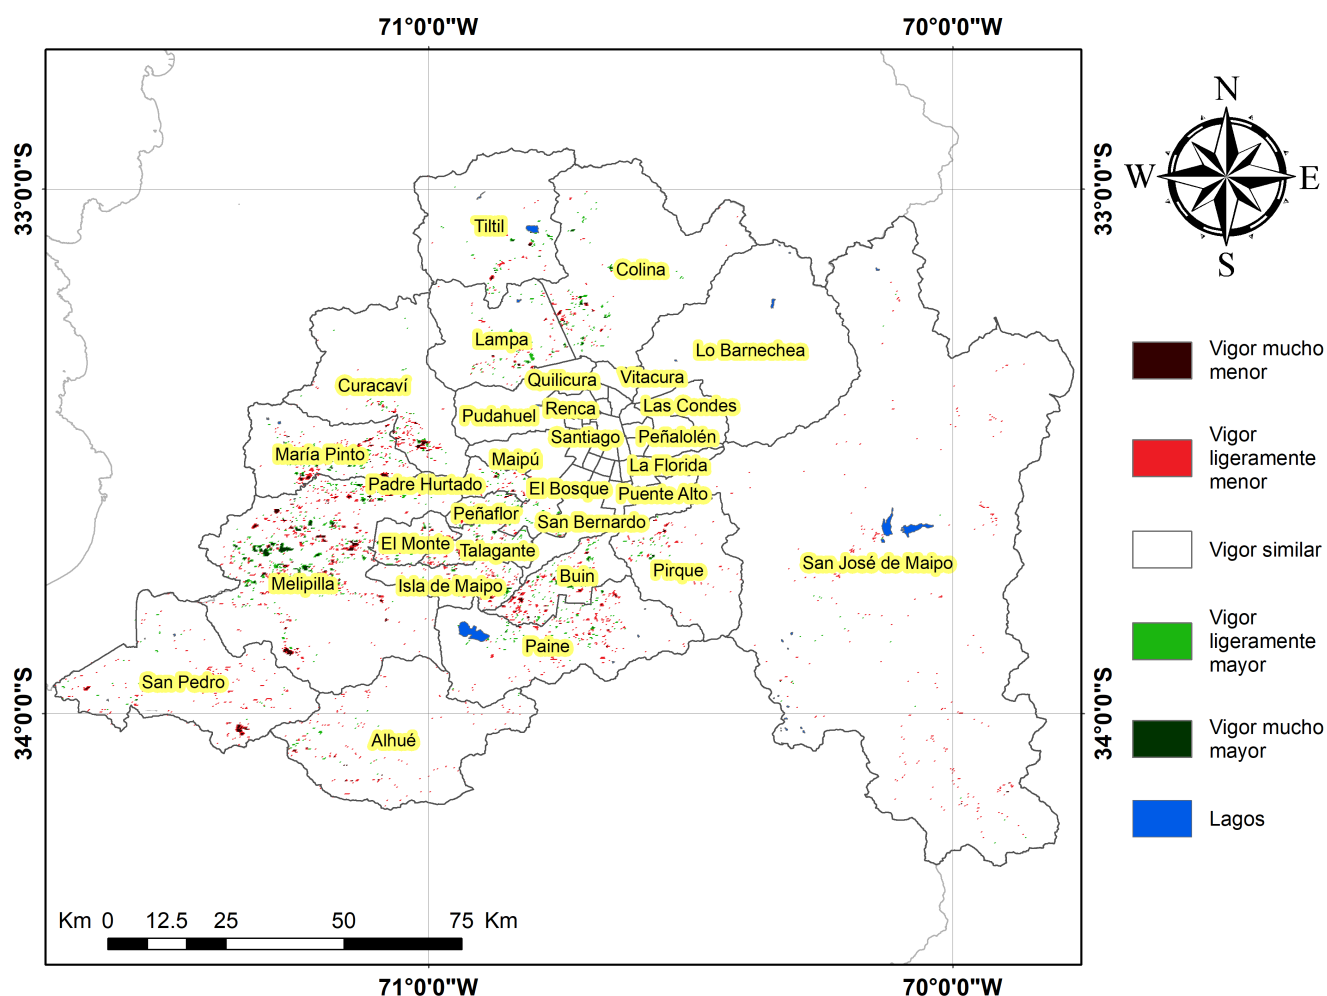 71°0'0"W
70°0'0"W
33°0'0"S
33°0'0"S
N
W
E
S
Tiltil
Colina
Lampa
Lo Barnechea
Curacaví
Quilicura
Vitacura
Pudahuel
Renca
Las Condes
Santiago
Peñalolén
María Pinto
Maipú
La Florida
Padre Hurtado
El Bosque
Puente Alto
Peñaflor
San Bernardo
El Monte
Talagante
San José de Maipo
Melipilla
Isla de Maipo
Buin
Pirque
Paine
San Pedro
Alhué
34°0'0"S
34°0'0"S
Vigor mucho
menor
Vigor
ligeramente
menor
Vigor similar
Vigor
ligeramente
mayor
Vigor mucho
mayor
Lagos
Km 0 12.5 25 50 75 Km
71°0'0"W
70°0'0"W